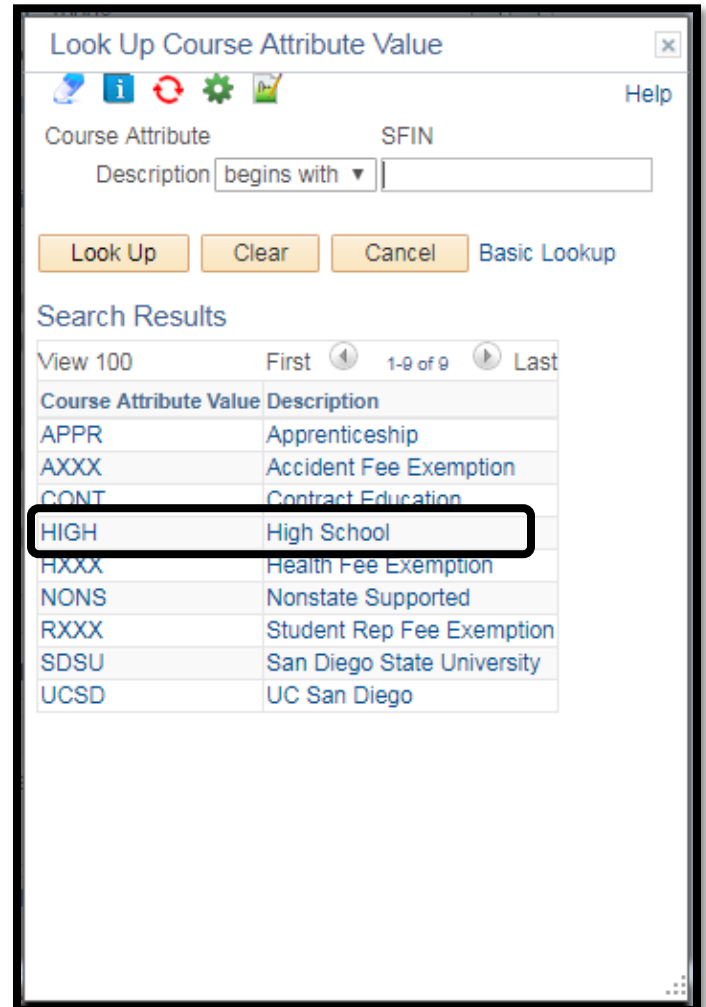 Look Up Course Attribute Value
Help
Course Attribute SFIN
Description begins with
Look Up Clear Cancel Basic Lookup
Search Results
View 100 First 1-9 of 9 Last
Course Attribute Value Description
APPR Apprenticeship
AXXX Accident Fee Exemption
CONT Contract Education
HIGH High School
HXXX Health Fee Exemption
NONS Nonstate Supported
RXXX Student Rep Fee Exemption
SDSU San Diego State University
UCSD UC San Diego